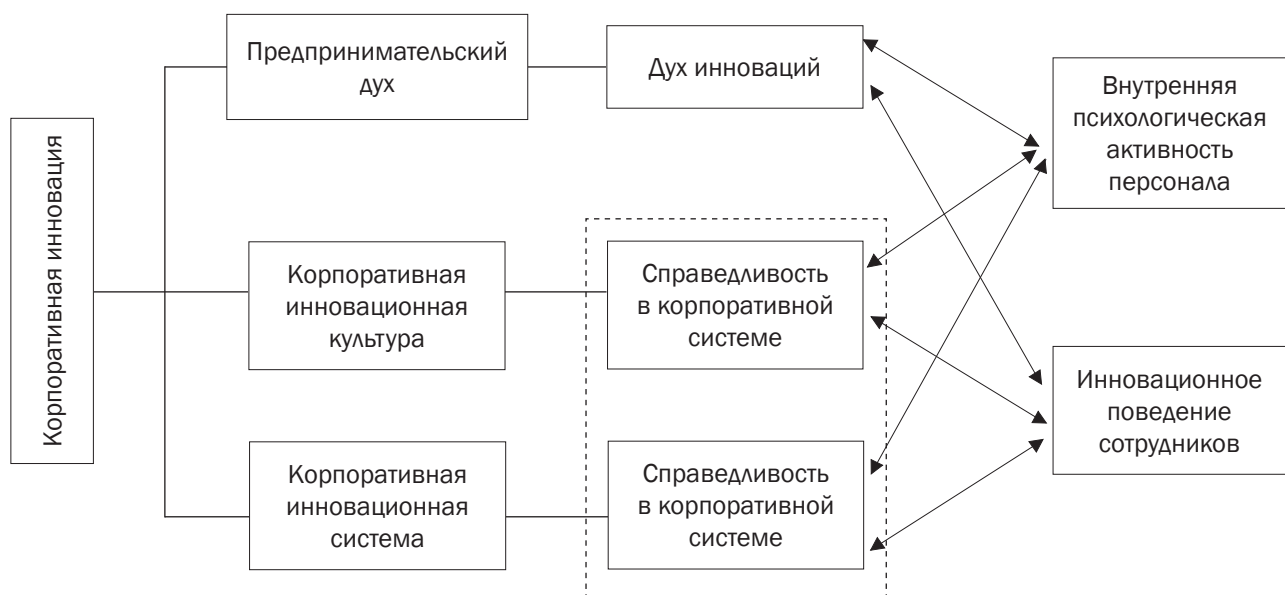 Корпоративная инновация
Предпринимательский
дух
Дух инноваций
Внутренняя
психологическая
активность
персонала
Корпоративная
инновационная
культура
Справедливость
в корпоративной
системе
Инновационное
поведение
сотрудников
Корпоративная
инновационная
система
Справедливость
в корпоративной
системе